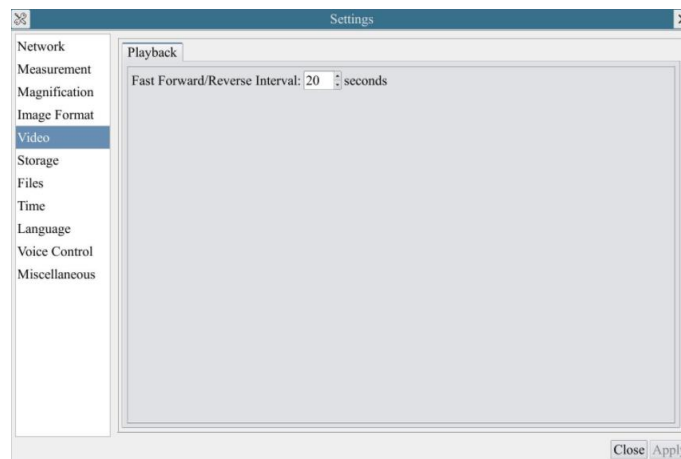 Settings
Network
Measurement
Magnification
Image Format
Video
Storage
Files
Time
Language
Voice Control
Miscellaneous
Playback
Fast Forward/Reverse Interval: 20 seconds
Close Appl